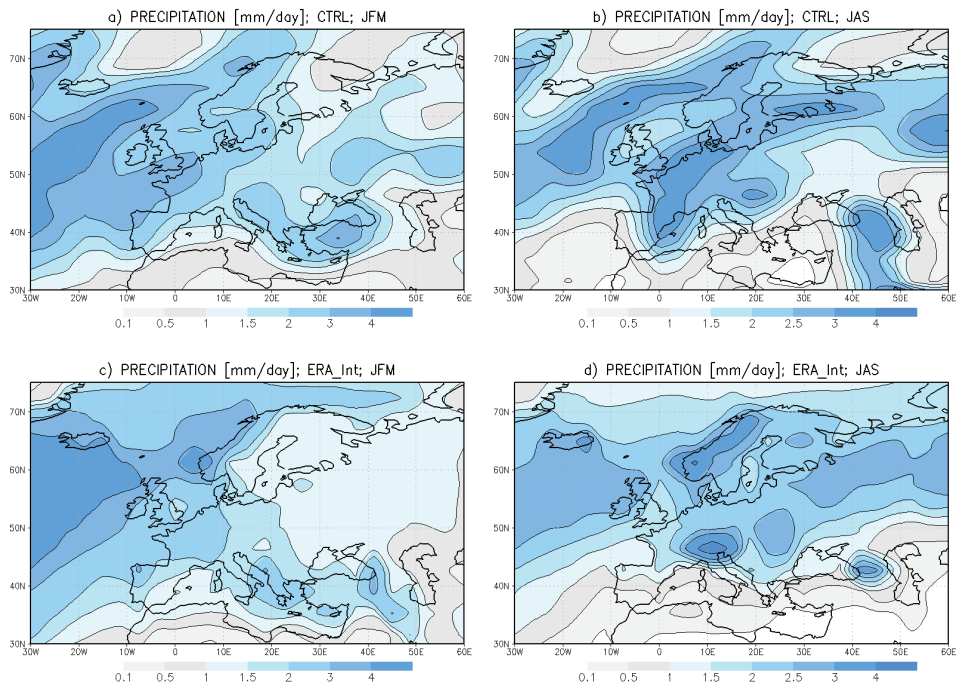 a) PRECIPITATION [mm/day]; CTRL; JFM
b) PRECIPITATION [mm/day]; CTRL; JAS
70N
60N
50N
40N
30N
30W 20W 10W 0 10E 20E 30E 40E 50E 60E
0.1 0.5 1 1.5 2 3 4
70N
60N
50N
40N
30N
30W 20W 10W 0 10E 20E 30E 40E 50E 60E
0.1 0.5 1 1.5 2 2.5 3 4
c) PRECIPITATION [mm/day]; ERA_Int; JFM
d) PRECIPITATION [mm/day]; ERA_Int; JAS
70N
60N
50N
40N
30N
30W 20W 10W 0 10E 20E 30E 40E 50E 60E
0.1 0.5 1 1.5 2 3 4
70N
60N
50N
40N
30N
30W 20W 10W 0 10E 20E 30E 40E 50E 60E
0.1 0.5 1 1.5 2 2.5 3 4